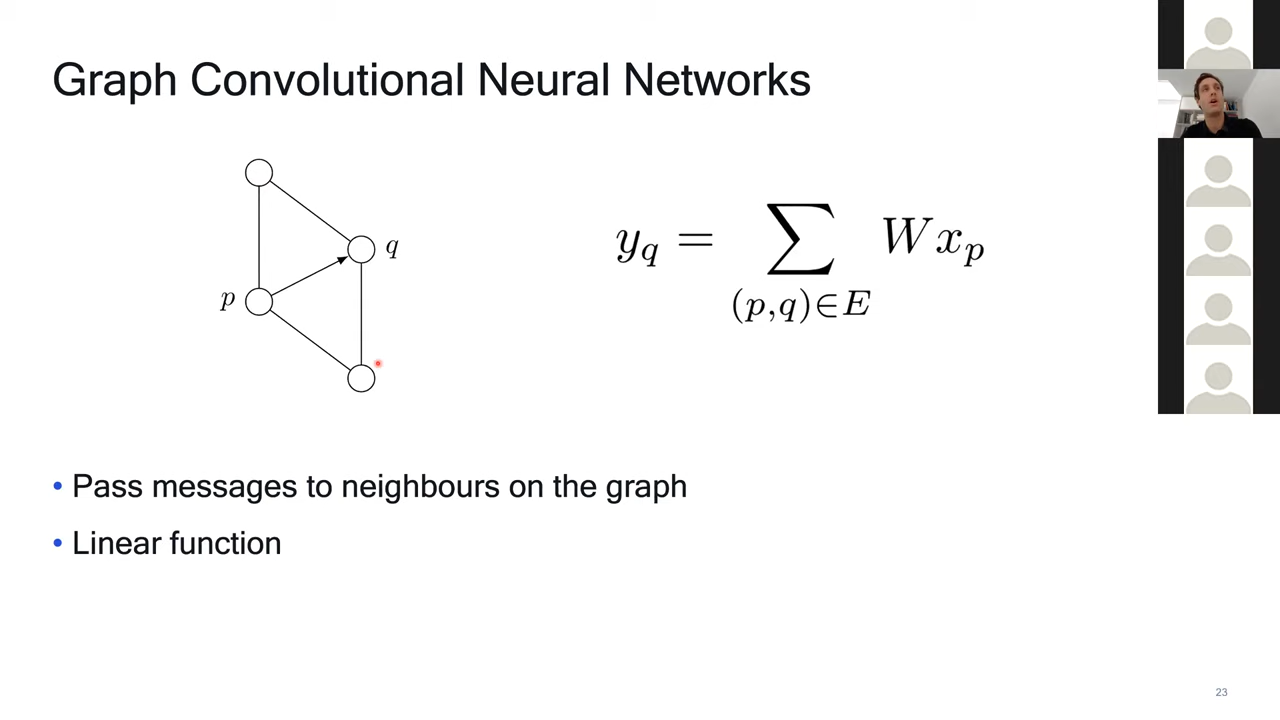 Graph Convolutional Neural Networks
q
p
y_q = ∑_{(p,q)∈E} W x_p
• Pass messages to neighbours on the graph
• Linear function
23